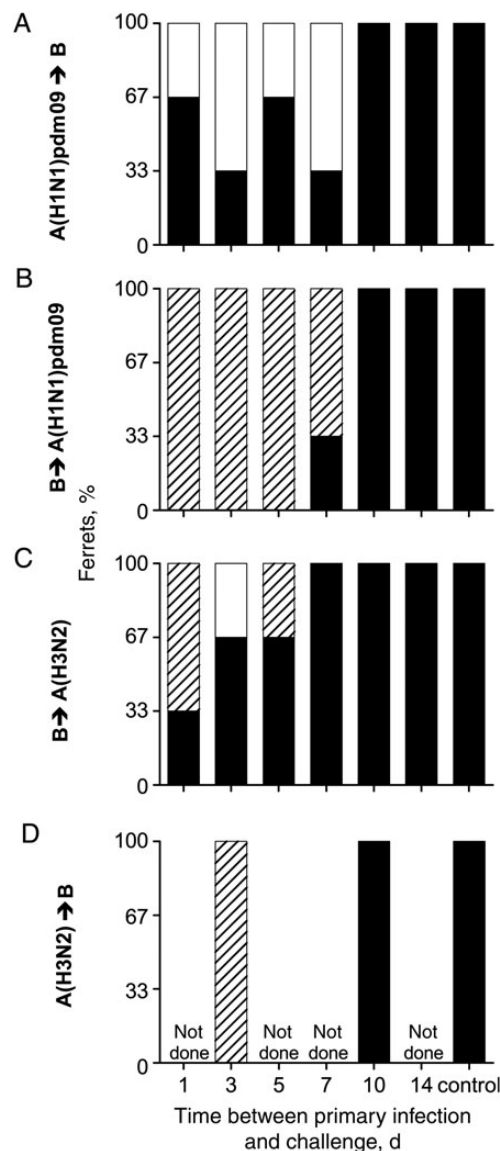 A
A(H1N1)pdm09 ➔ B
100
67
33
0
B
B➔ A(H1N1)pdm09
100
67
33
0
Ferrets, %
C
B➔ A(H3N2)
100
67
33
0
D
A(H3N2) ➔B
100
67
33
0
Not done
Not done
Not done
Not done
1 3 5 7 10 14 control
Time between primary infection
and challenge, d